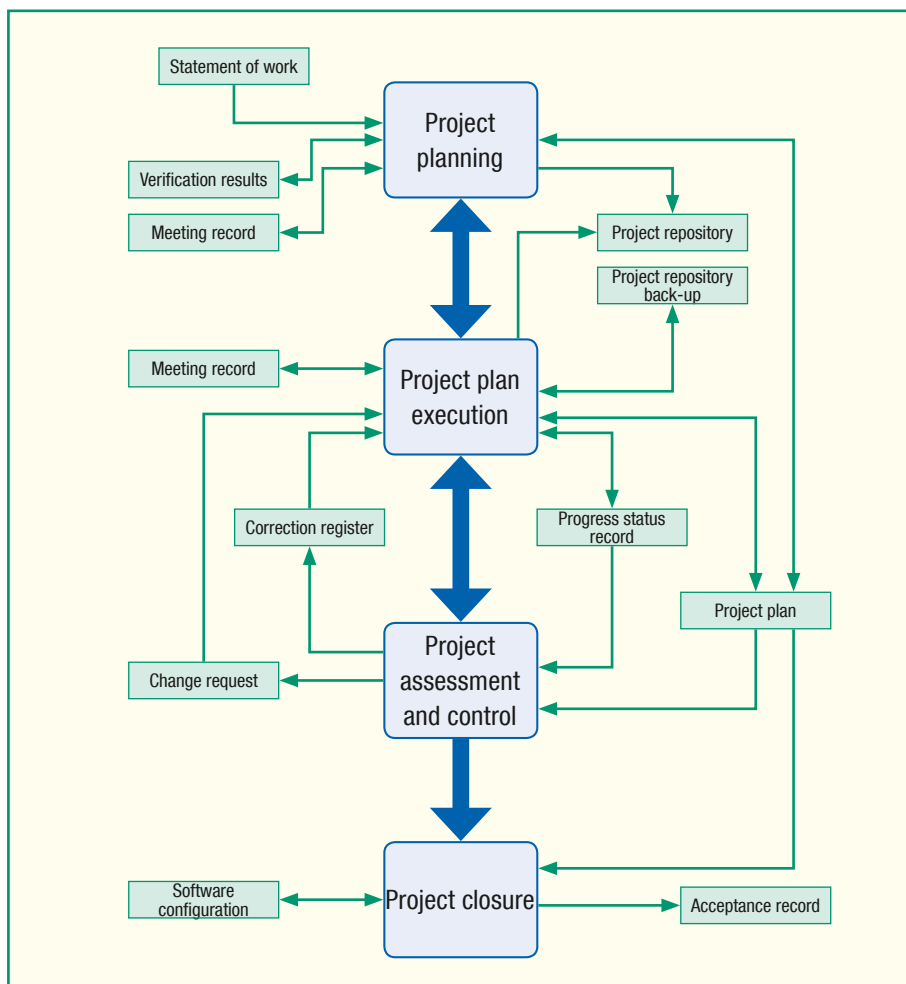 Statement of work
Project
planning
Verification results
Meeting record
Project repository
Project repository
back-up
Meeting record
Project plan
execution
Correction register
Progress status
record
Project plan
Project
assessment
and control
Change request
Software
configuration
Project closure
Acceptance record